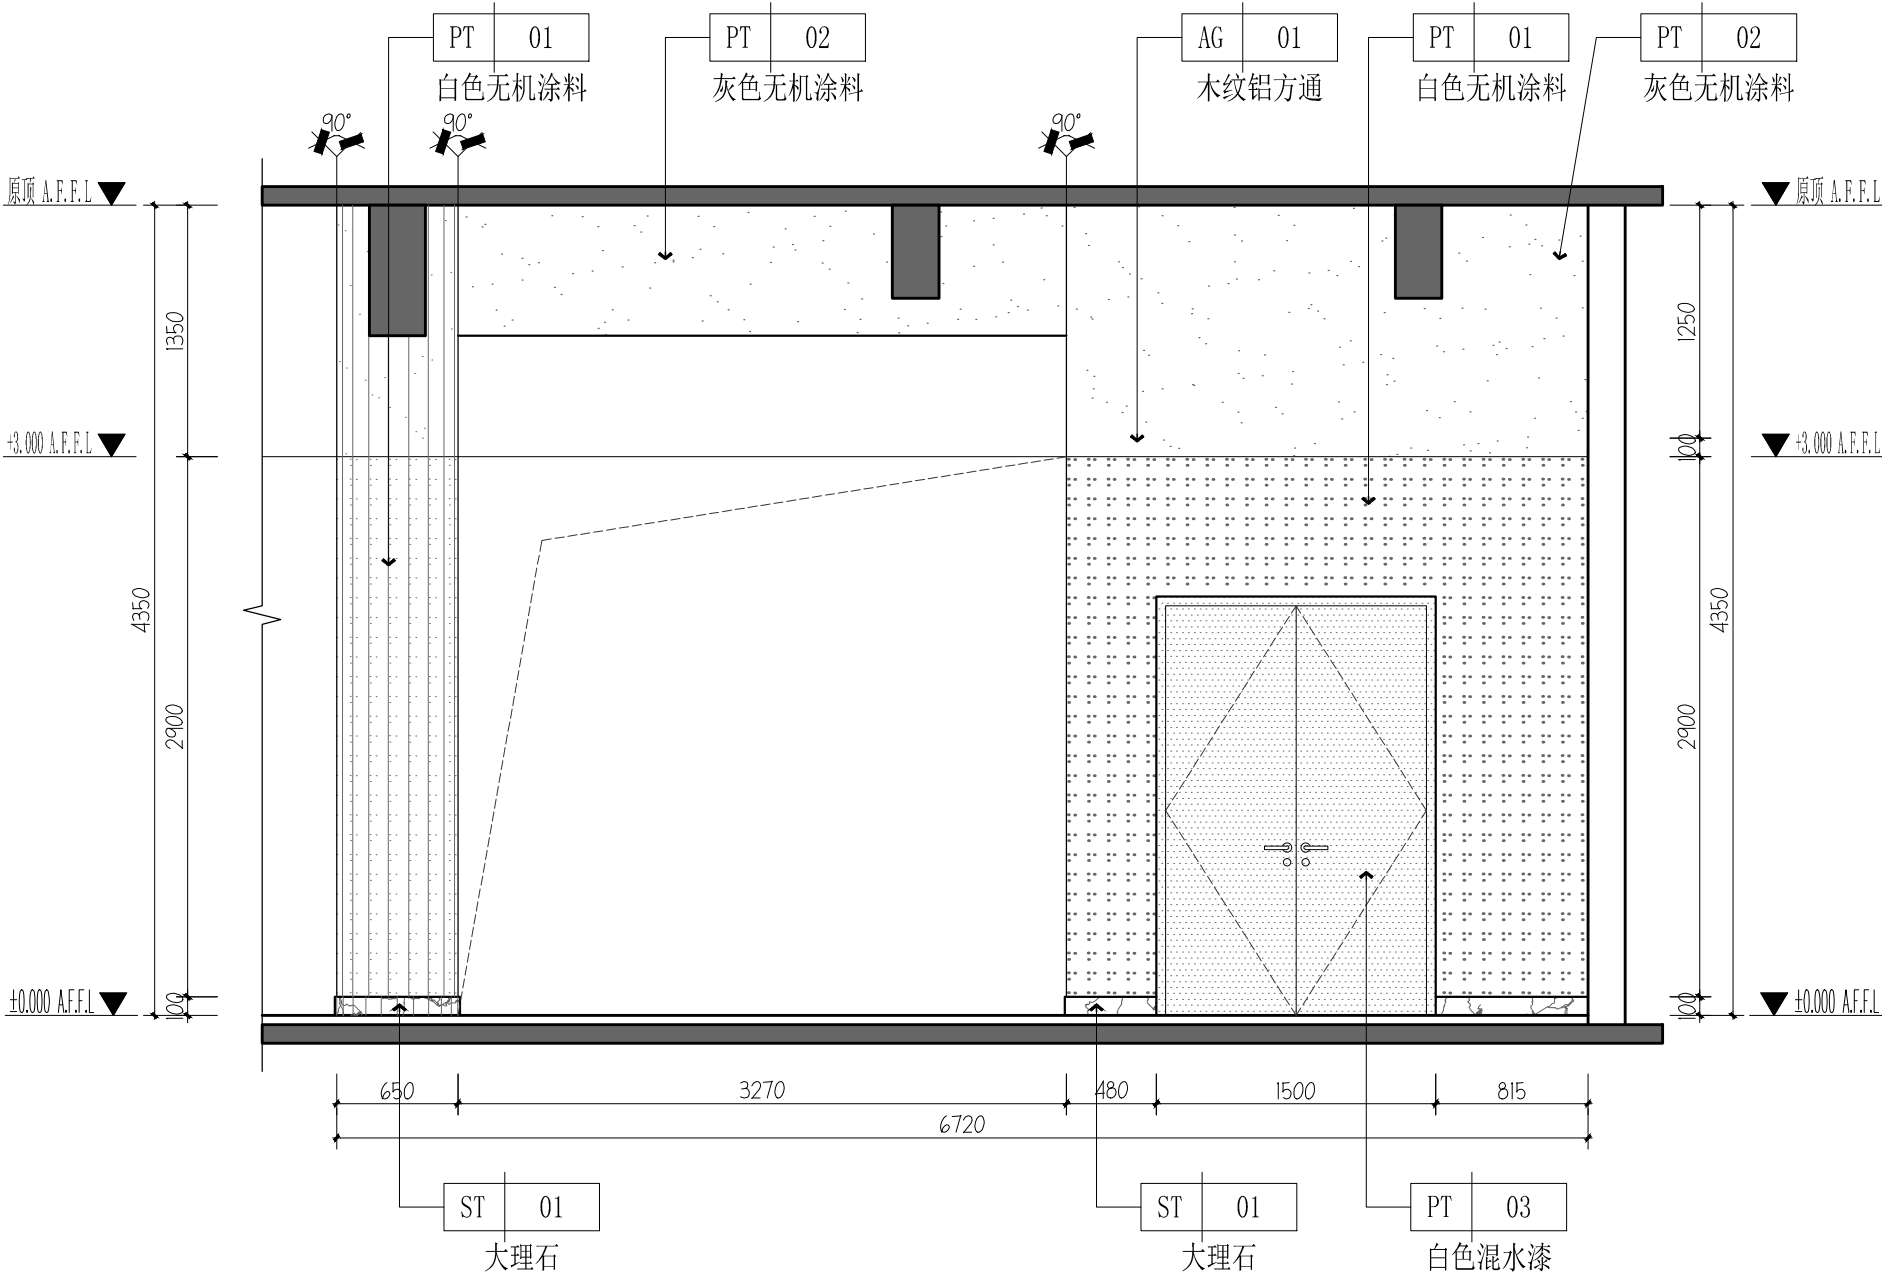 PT 01
白色无机涂料
PT 02
灰色无机涂料
AG 01
木纹铝方通
PT 01
白色无机涂料
PT 02
灰色无机涂料
90°
90°
90°
原顶 A.F.F.L
原顶 A.F.F.L
1350
1250
+3.000 A.F.F.L
100
+3.000 A.F.F.L
4350
4350
2900
2900
±0.000 A.F.F.L
100
100
±0.000 A.F.F.L
650
3270
480
1500
815
6720
ST 01
大理石
ST 01
大理石
PT 03
白色混水漆